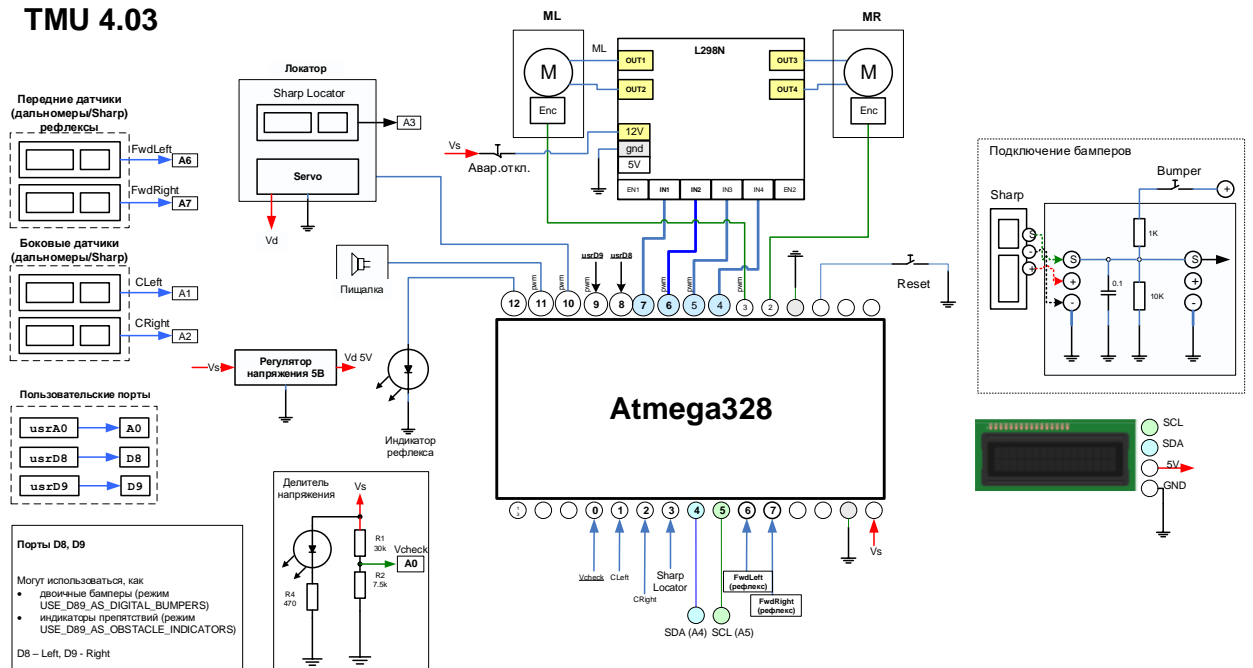 TMU 4.03
ML
MR
L298N
ML
OUT1
OUT2
OUT3
OUT4
M
M
Enc
Enc
12V
gnd
5V
EN1
IN1
IN2
IN3
IN4
EN2
Vs
Авар.откл.
Локатор
Sharp Locator
A3
Servo
Vd
Передние датчики
(дальномеры/Sharp)
рефлексы
FwdLeft
A6
FwdRight
A7
Боковые датчики
(дальномеры/Sharp)
CLeft
A1
CRight
A2
Пищалка
usrD9
usrD8
pwm
pwm
pwm
pwm
pwm
pwm
12
11
10
9
8
7
6
5
4
3
2
Reset
Atmega328
Vs
Регулятор
напряжения 5В
Vd 5V
Индикатор
рефлекса
Пользовательские порты
usrA0
A0
usrD8
D8
usrD9
D9
Делитель
напряжения
Vs
R1
30k
Vcheck
A0
R2
7.5k
R4
470
Порты D8, D9
Могут использоваться, как
• двоичные бамперы (режим
USE_D89_AS_DIGITAL_BUMPERS)
• индикаторы препятствий (режим
USE_D89_AS_OBSTACLE_INDICATORS)
D8 – Left, D9 - Right
0
1
2
3
4
5
6
7
Vcheck
CLeft
CRight
Sharp
Locator
SDA (A4)
SCL (A5)
FwdLeft
(рефлекс)
FwdRight
(рефлекс)
Vs
Подключение бамперов
Bumper
Sharp
S
-
+
+
1K
S
S
+
+
0.1
10K
-
-
SCL
SDA
5V
GND